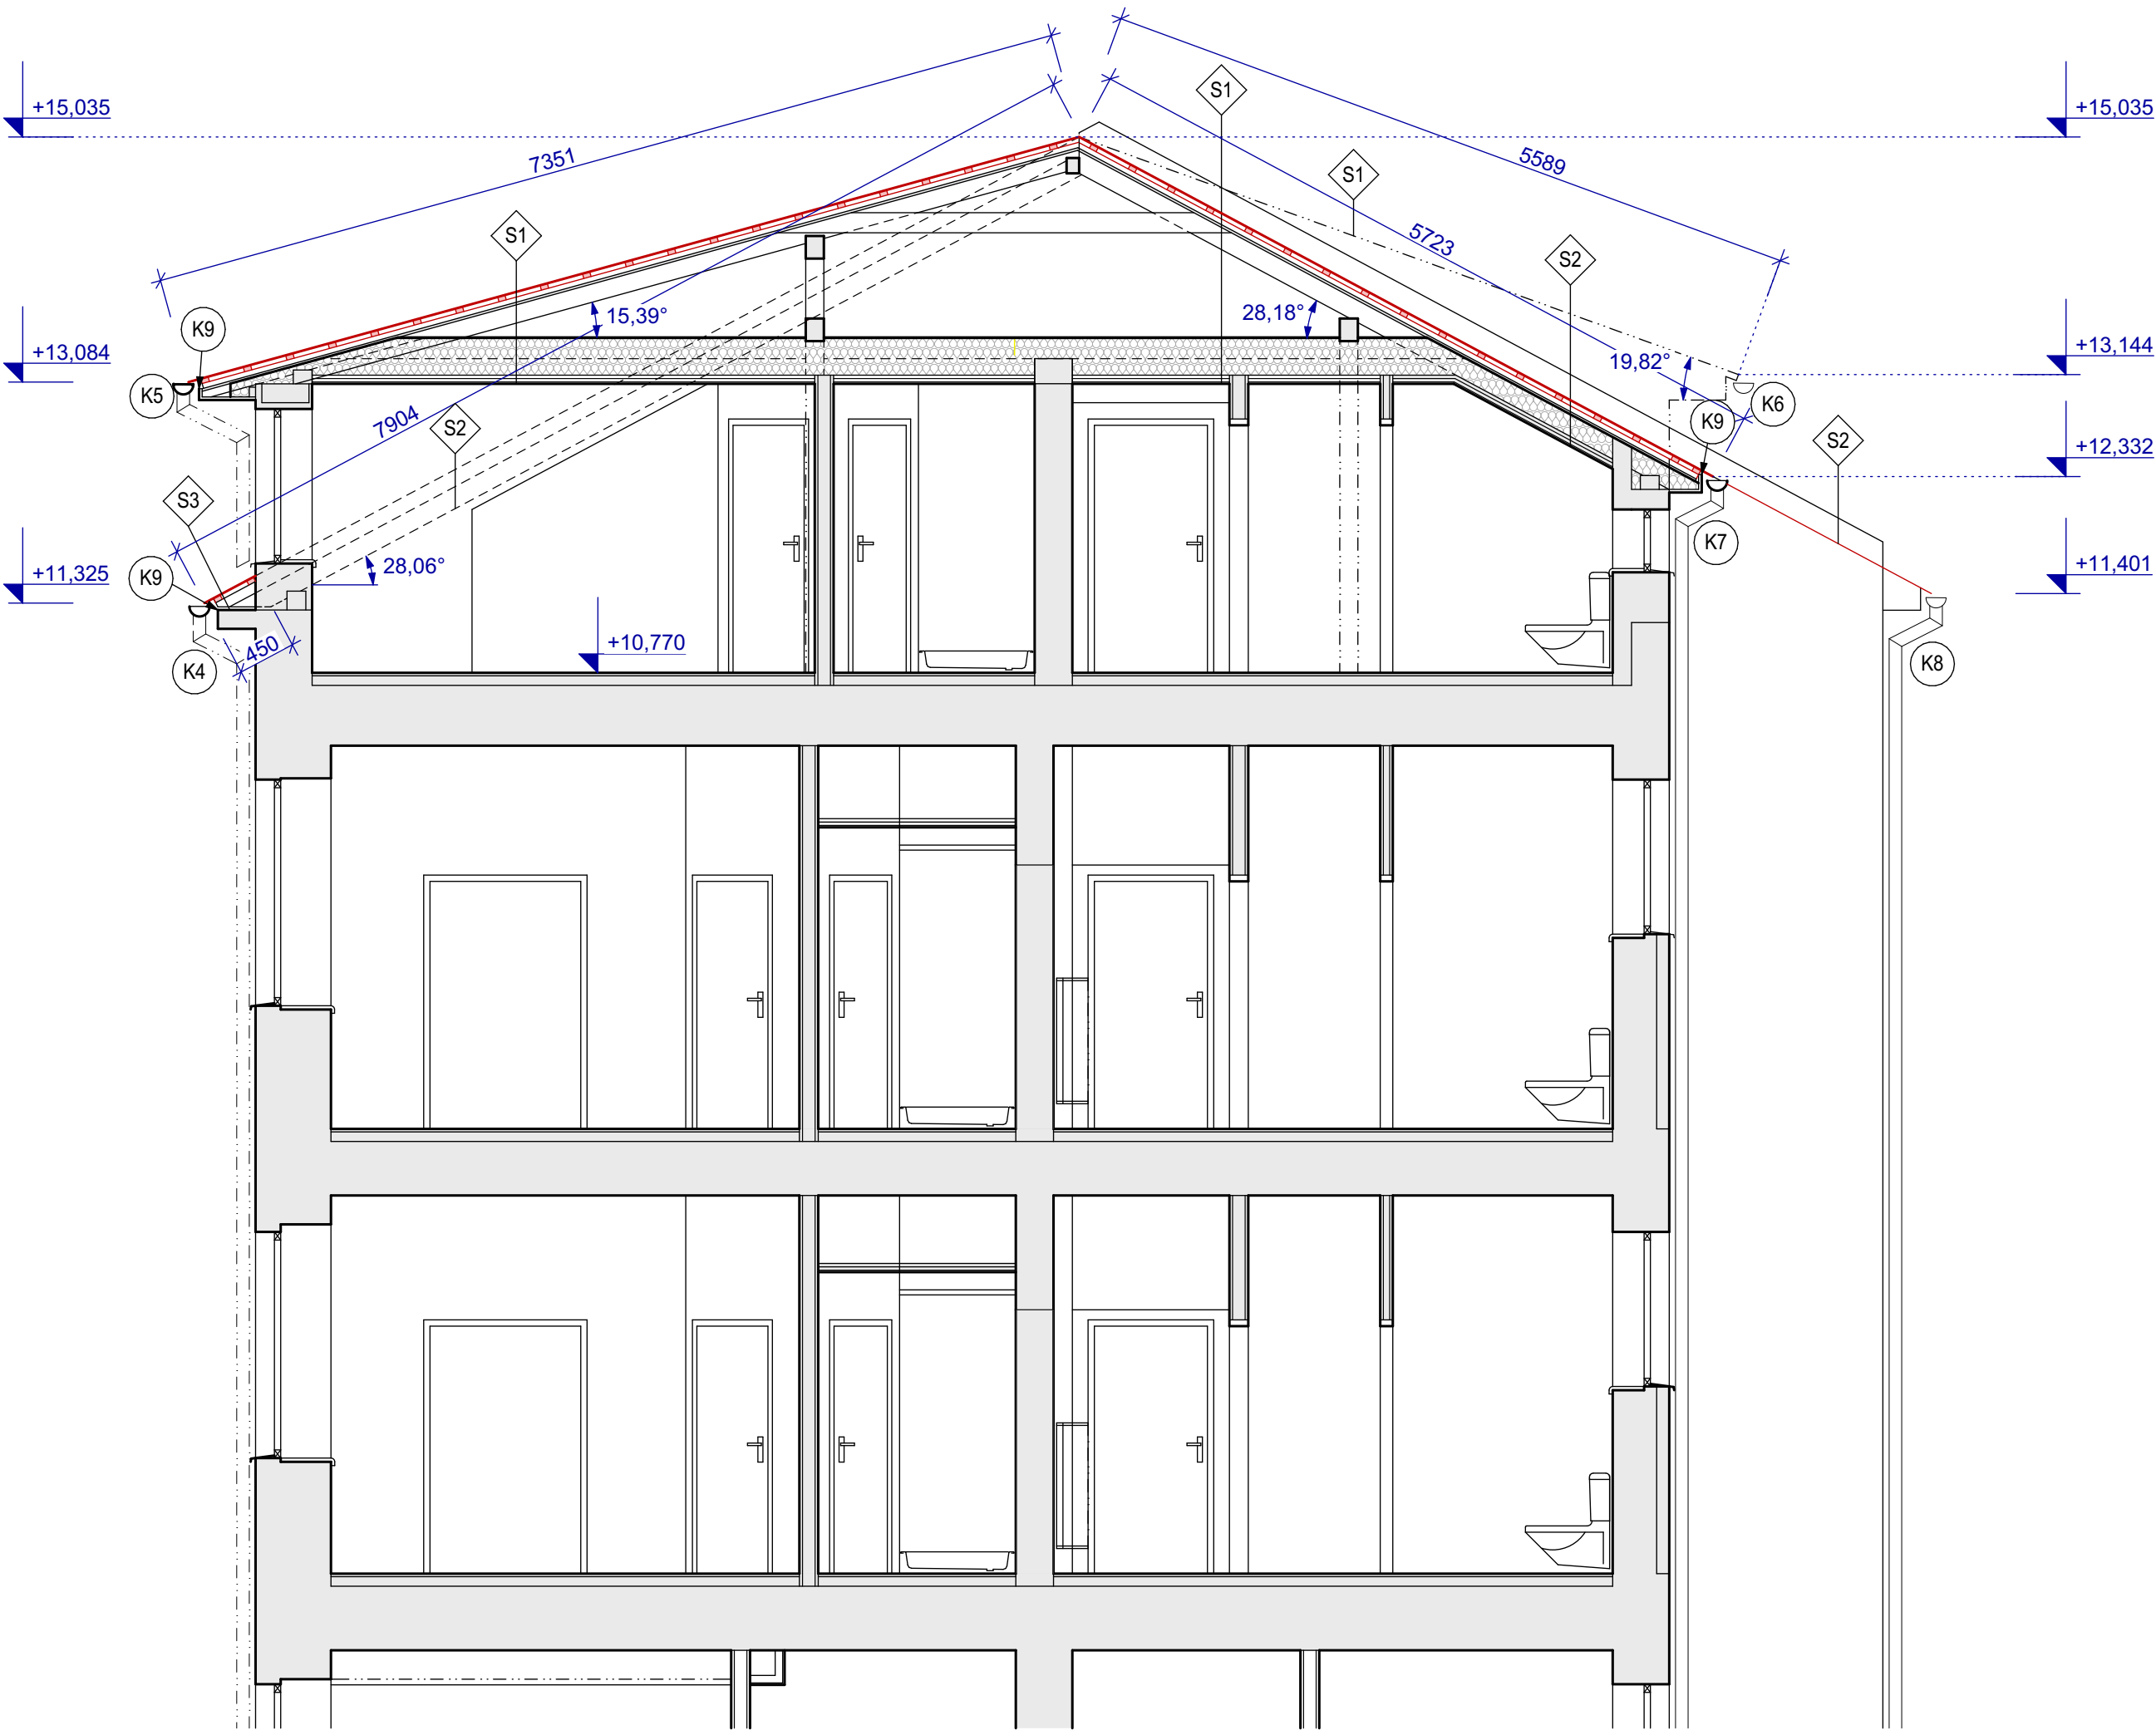 S1
+15,035
+15,035
7351
5589
S1
S1
5723
S2
15,39°
28,18°
K9
+13,084
+13,144
19,82°
K5
K6
K9
7904
S2
S2
+12,332
S3
K7
K9
28,06°
+11,325
+11,401
450
+10,770
K4
K8